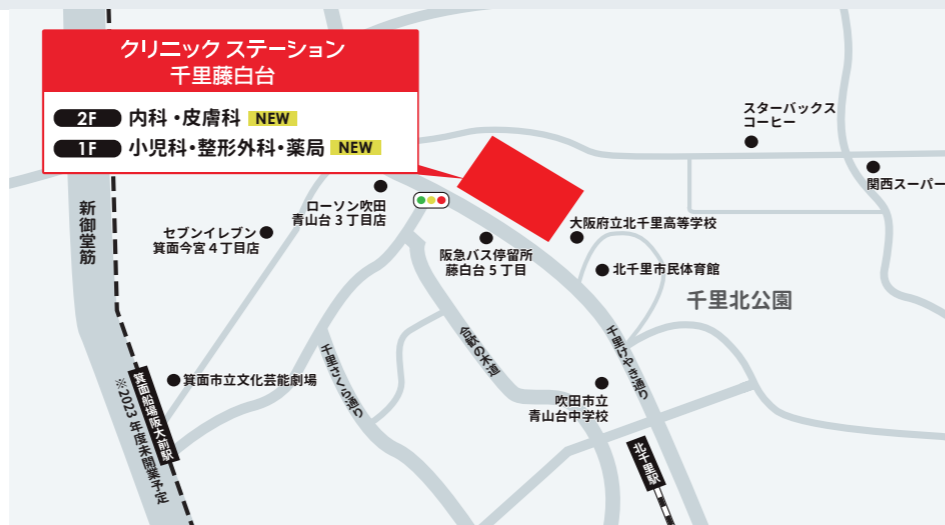 クリニック ステーション
千里藤白台
2F 内科・皮膚科 NEW
1F 小児科・整形外科・薬局 NEW
スターバックス
コーヒー
関西スーパー
ローソン吹田
青山台3丁目店
新御堂筋
セブンイレブン
箕面今宮4丁目店
阪急バス停留所
藤白台5丁目
大阪府立北千里高等学校
北千里市民体育館
千里北公園
千里さくら通り
合歓の木道
千里けやき通り
箕面市立文化芸能劇場
箕面船場阪大前駅
※2023年度末開業予定
吹田市立
青山台中学校
北千里駅